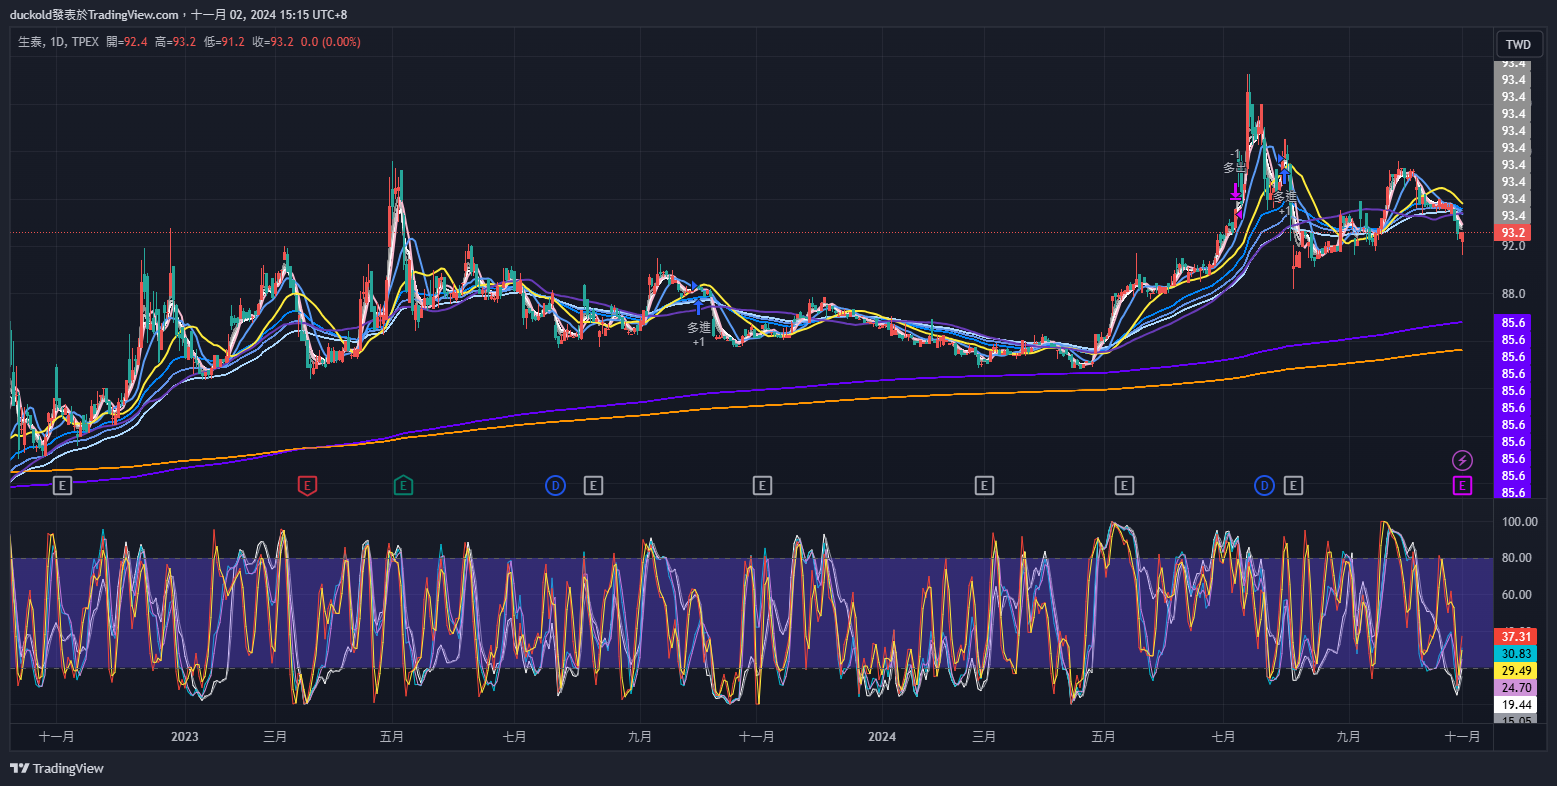 duckold發表於TradingView.com，十一月 02, 2024 15:15 UTC+8
生泰, 1D, TPEX 開=92.4 高=93.2 低=91.2 收=93.2 0.0 (0.00%)
TWD
93.4
93.4
93.4
93.4
93.4
93.4
93.4
93.4
93.4
93.4
93.2
92.0
88.0
85.6
85.6
85.6
85.6
85.6
85.6
85.6
85.6
85.6
85.6
85.6
-1
多出
多進
多進
+1
E
E
E
D
E
E
E
E
D
E
E
100.00
80.00
60.00
37.31
30.83
29.49
24.70
19.44
15.05
十一月
2023
三月
五月
七月
九月
十一月
2024
三月
五月
七月
九月
十一月
TradingView